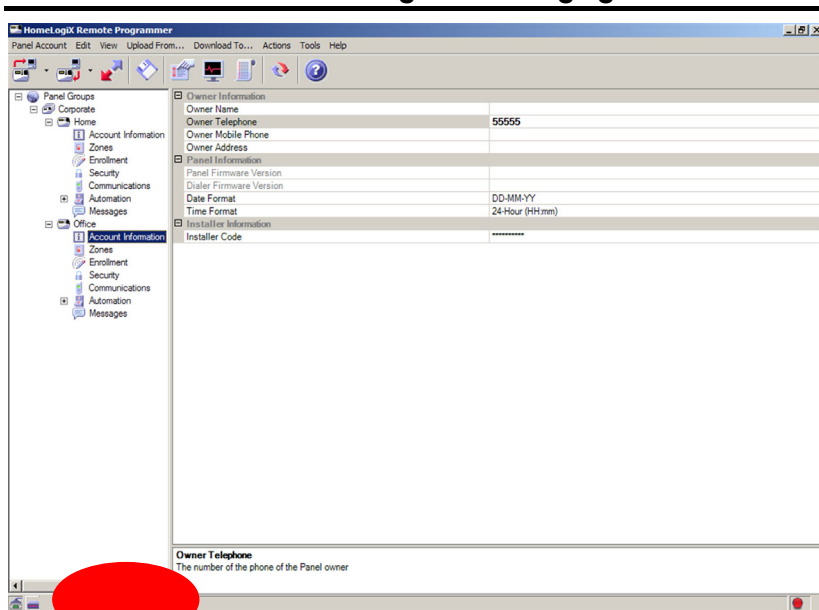 HomeLogiX Remote Programmer
Panel Account Edit View Upload From... Download To... Actions Tools Help
Panel Groups
Corporate
Home
Account Information
Zones
Enrollment
Security
Communications
Automation
Messages
Office
Account Information
Zones
Enrollment
Security
Communications
Automation
Messages
Owner Information
Owner Name
Owner Telephone 55555
Owner Mobile Phone
Owner Address
Panel Information
Panel Firmware Version
Dialer Firmware Version
Date Format DD-MM-YY
Time Format 24-Hour (HH:mm)
Installer Information
Installer Code **********
Owner Telephone
The number of the phone of the Panel owner